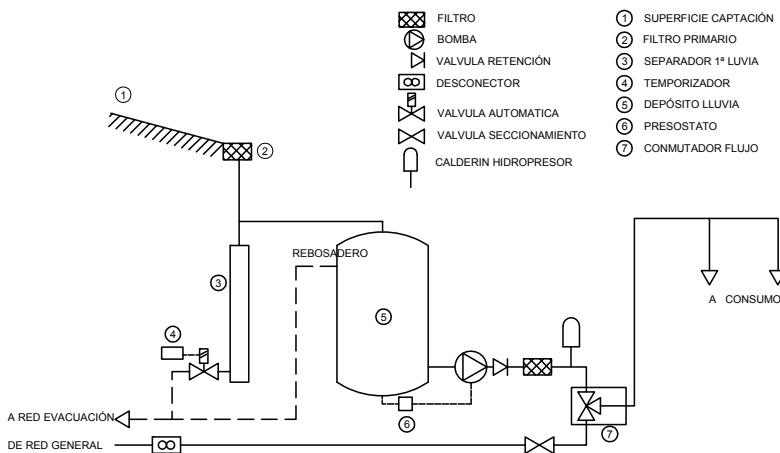 FILTRO
BOMBA
VALVULA RETENCIÓN
DESCONECTOR
VALVULA AUTOMATICA
VALVULA SECCIONAMIENTO
CALDERIN HIDROPRESOR
1 SUPERFICIE CAPTACIÓN
2 FILTRO PRIMARIO
3 SEPARADOR 1ª LUVIA
4 TEMPORIZADOR
5 DEPÓSITO LLUVIA
6 PRESOSTATO
7 CONMUTADOR FLUJO
1
2
REBOSADERO
3
5
4
A CONSUMO
A RED EVACUACIÓN
6
7
DE RED GENERAL